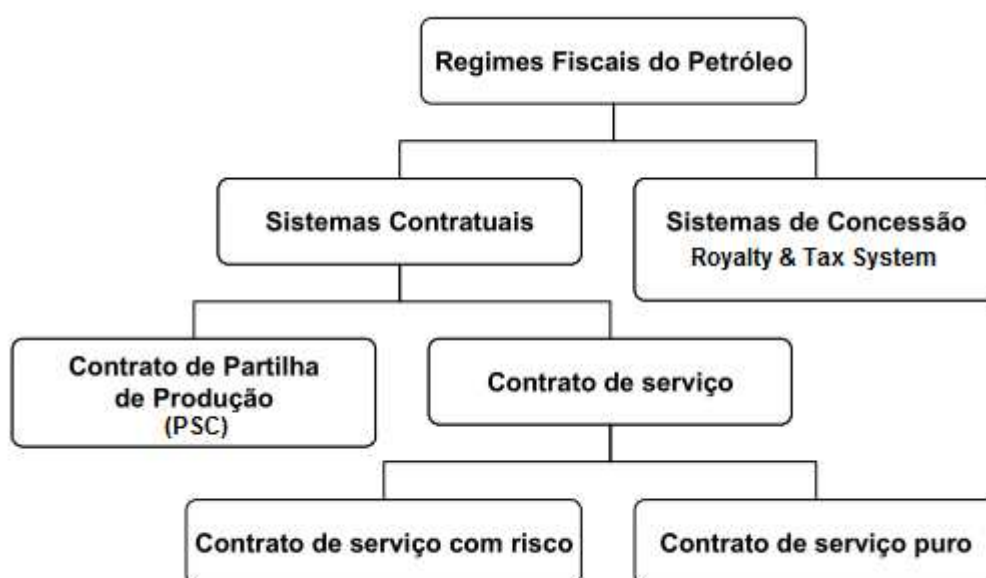 Regimes Fiscais do Petróleo
Sistemas Contratuais
Sistemas de Concessão
Royalty & Tax System
Contrato de Partilha
de Produção
(PSC)
Contrato de serviço
Contrato de serviço com risco
Contrato de serviço puro